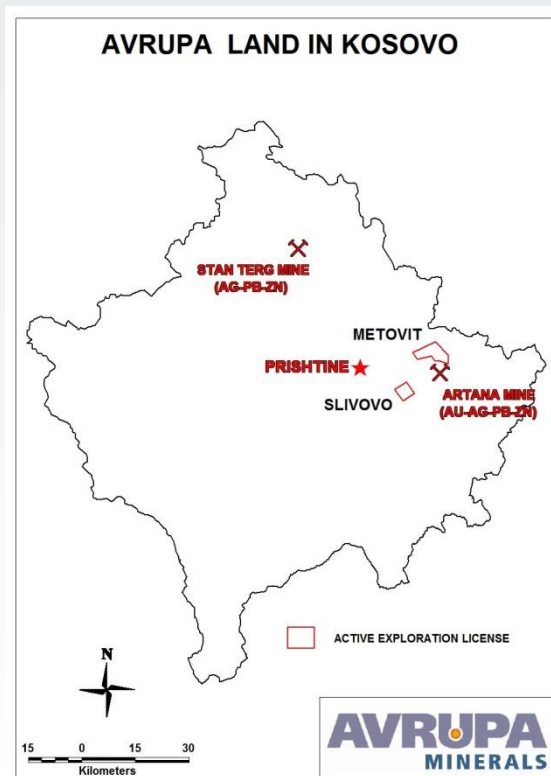 AVRUPA LAND IN KOSOVO
STAN TERG MINE
(AG-PB-ZN)
METOVIT
PRISHTINE
SLIVOVO
ARTANA MINE
(AU-AG-PB-ZN)
ACTIVE EXPLORATION LICENSE
N
15 0 15 30
Kilometers
AVRUPA
MINERALS